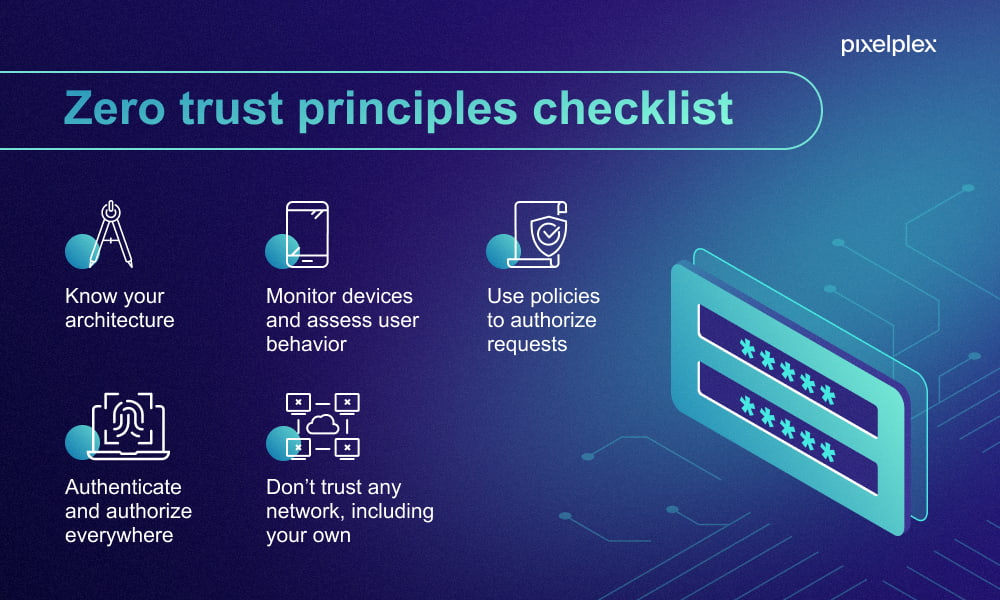 pixelplex
Zero trust principles checklist
Know your
architecture
Monitor devices
and assess user
behavior
Use policies
to authorize
requests
*****
*****
Authenticate
and authorize
everywhere
Don’t trust any
network, including
your own